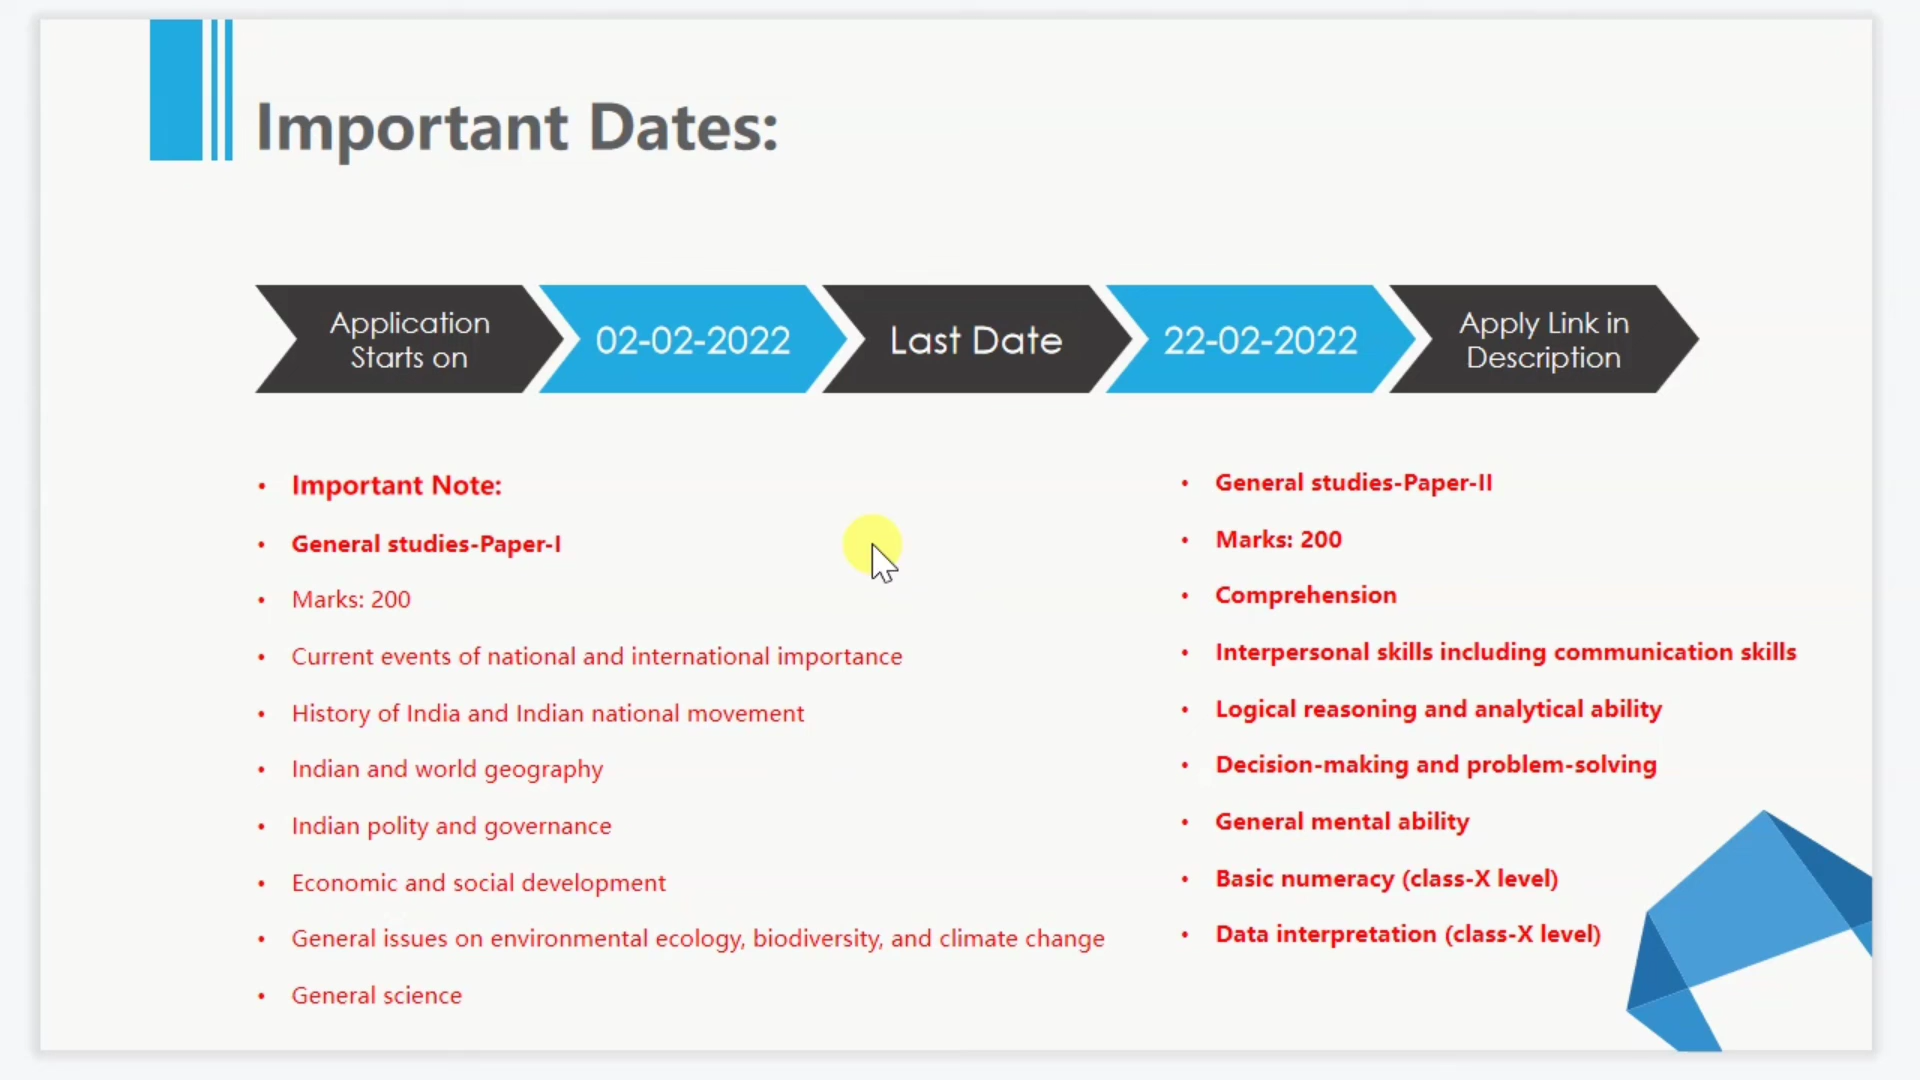 Important Dates:
Application
Starts on
02-02-2022
Last Date
22-02-2022
Apply Link in
Description
• Important Note:
• General studies-Paper-I
• Marks: 200
• Current events of national and international importance
• History of India and Indian national movement
• Indian and world geography
• Indian polity and governance
• Economic and social development
• General issues on environmental ecology, biodiversity, and climate change
• General science
• General studies-Paper-II
• Marks: 200
• Comprehension
• Interpersonal skills including communication skills
• Logical reasoning and analytical ability
• Decision-making and problem-solving
• General mental ability
• Basic numeracy (class-X level)
• Data interpretation (class-X level)